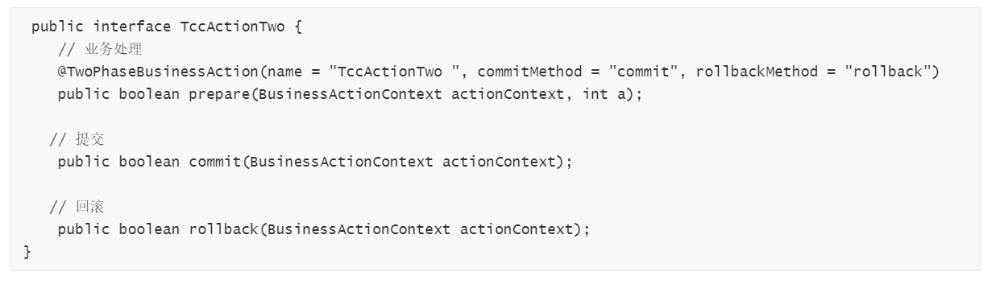 public interface TccActionTwo {
// 业务处理
@TwoPhaseBusinessAction(name = "TccActionTwo ", commitMethod = "commit", rollbackMethod = "rollback")
public boolean prepare(BusinessActionContext actionContext, int a);
// 提交
public boolean commit(BusinessActionContext actionContext);
// 回滚
public boolean rollback(BusinessActionContext actionContext);
}